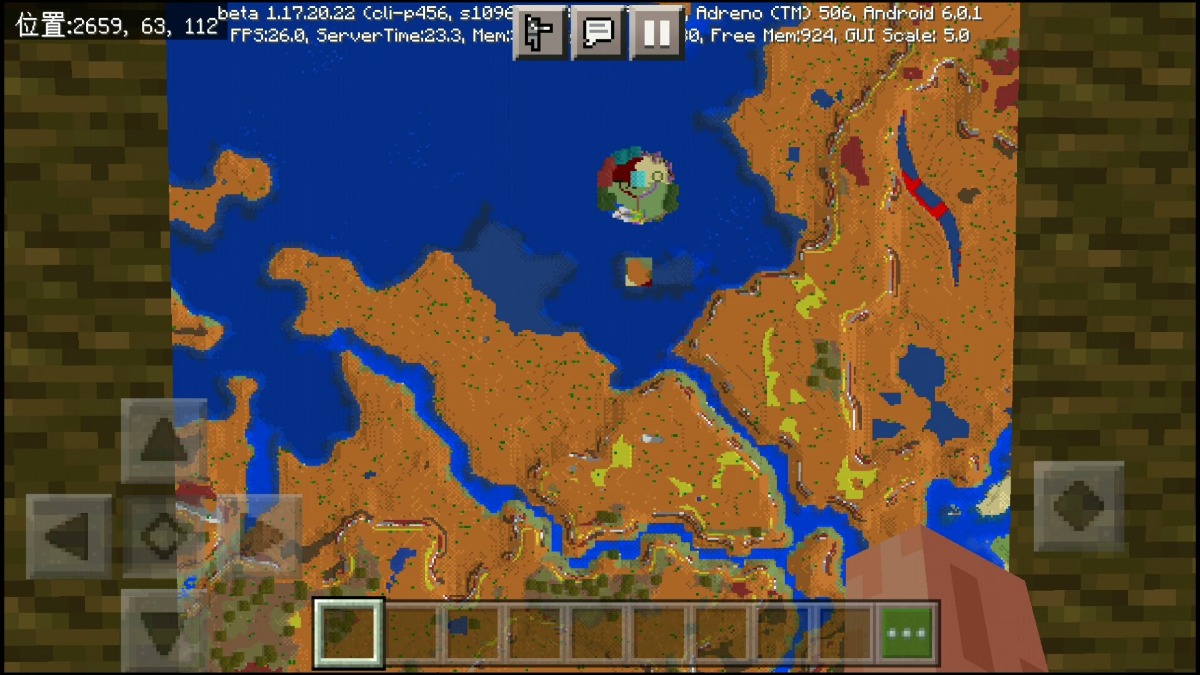 位置:2659, 63, 112
beta 1.17.20.22 (cli-p456, s1096 Adreno (TM) 506, Android 6.0.1
FPS:26.0, ServerTime:23.3, Mem: 30, Free Mem:924, GUI Scale: 5.0